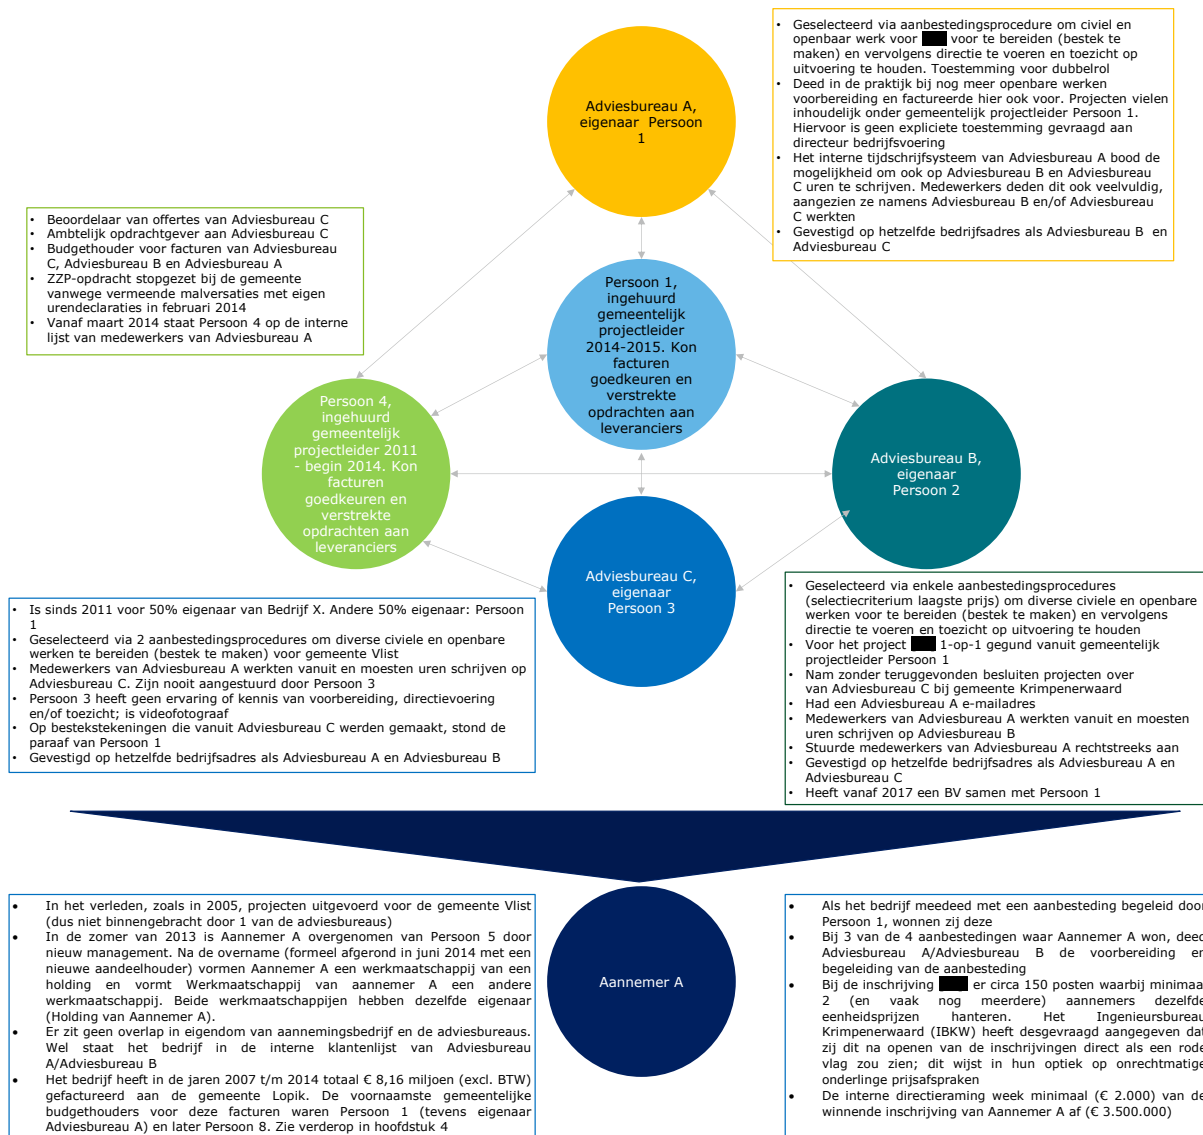 • Geselecteerd via aanbestedingsprocedure om civiel en
openbaar werk voor voor te bereiden (bestek te
maken) en vervolgens directie te voeren en toezicht op
uitvoering te houden. Toestemming voor dubbelrol
• Deed in de praktijk bij nog meer openbare werken
voorbereiding en factureerde hier ook voor. Projecten vielen
inhoudelijk onder gemeentelijk projectleider Persoon 1.
Hiervoor is geen expliciete toestemming gevraagd aan
directeur bedrijfsvoering
• Het interne tijdschrijfsysteem van Adviesbureau A bood de
mogelijkheid om ook op Adviesbureau B en Adviesbureau
C uren te schrijven. Medewerkers deden dit ook veelvuldig,
aangezien ze namens Adviesbureau B en/of Adviesbureau
C werkten
• Gevestigd op hetzelfde bedrijfsadres als Adviesbureau B en
Adviesbureau C
Adviesbureau A,
eigenaar Persoon
1
• Beoordelaar van offertes van Adviesbureau C
• Ambtelijk opdrachtgever aan Adviesbureau C
• Budgethouder voor facturen van Adviesbureau
C, Adviesbureau B en Adviesbureau A
• ZZP-opdracht stopgezet bij de gemeente
vanwege vermeende malversaties met eigen
urendeclaraties in februari 2014
• Vanaf maart 2014 staat Persoon 4 op de interne
lijst van medewerkers van Adviesbureau A
Persoon 1,
ingehuurd
gemeentelijk
projectleider
2014-2015. Kon
facturen
goedkeuren en
verstrekte
opdrachten aan
leveranciers
Persoon 4,
ingehuurd
gemeentelijk
projectleider 2011
- begin 2014. Kon
facturen
goedkeuren en
verstrekte
opdrachten aan
leveranciers
Adviesbureau B,
eigenaar
Persoon 2
Adviesbureau C,
eigenaar
Persoon 3
• Is sinds 2011 voor 50% eigenaar van Bedrijf X. Andere 50% eigenaar: Persoon
1
• Geselecteerd via 2 aanbestedingsprocedures om diverse civiele en openbare
werken te bereiden (bestek te maken) voor gemeente Vlist
• Medewerkers van Adviesbureau A werkten vanuit en moesten uren schrijven op
Adviesbureau C. Zijn nooit aangestuurd door Persoon 3
• Persoon 3 heeft geen ervaring of kennis van voorbereiding, directievoering
en/of toezicht; is videofotograaf
• Op bestekstekeningen die vanuit Adviesbureau C werden gemaakt, stond de
paraaf van Persoon 1
• Gevestigd op hetzelfde bedrijfsadres als Adviesbureau A en Adviesbureau B
• Geselecteerd via enkele aanbestedingsprocedures
(selectiecriterium laagste prijs) om diverse civiele en openbare
werken voor te bereiden (bestek te maken) en vervolgens
directie te voeren en toezicht op uitvoering te houden
• Voor het project 1-op-1 gegund vanuit gemeentelijk
projectleider Persoon 1
• Nam zonder teruggevonden besluiten projecten over
van Adviesbureau C bij gemeente Krimpenerwaard
• Had een Adviesbureau A e-mailadres
• Medewerkers van Adviesbureau A werkten vanuit en moesten
uren schrijven op Adviesbureau B
• Stuurde medewerkers van Adviesbureau A rechtstreeks aan
• Gevestigd op hetzelfde bedrijfsadres als Adviesbureau A en
Adviesbureau C
• Heeft vanaf 2017 een BV samen met Persoon 1
• In het verleden, zoals in 2005, projecten uitgevoerd voor de gemeente Vlist
(dus niet binnengebracht door 1 van de adviesbureaus)
• In de zomer van 2013 is Aannemer A overgenomen van Persoon 5 door
nieuw management. Na de overname (formeel afgerond in juni 2014 met een
nieuwe aandeelhouder) vormen Aannemer A een werkmaatschappij van een
holding en vormt Werkmaatschappij van aannemer A een andere
werkmaatschappij. Beide werkmaatschappijen hebben dezelfde eigenaar
(Holding van Aannemer A).
• Er zit geen overlap in eigendom van aannemingsbedrijf en de adviesbureaus.
Wel staat het bedrijf in de interne klantenlijst van Adviesbureau
A/Adviesbureau B
• Het bedrijf heeft in de jaren 2007 t/m 2014 totaal € 8,16 miljoen (excl. BTW)
gefactureerd aan de gemeente Lopik. De voornaamste gemeentelijke
budgethouders voor deze facturen waren Persoon 1 (tevens eigenaar
Adviesbureau A) en later Persoon 8. Zie verderop in hoofdstuk 4
Aannemer A
• Als het bedrijf meedeed met een aanbesteding begeleid door
Persoon 1, wonnen zij deze
• Bij 3 van de 4 aanbestedingen waar Aannemer A won, deed
Adviesbureau A/Adviesbureau B de voorbereiding en
begeleiding van de aanbesteding
• Bij de inschrijving er circa 150 posten waarbij minimaal
2 (en vaak nog meerdere) aannemers dezelfde
eenheidsprijzen hanteren. Het Ingenieursbureau
Krimpenerwaard (IBKW) heeft desgevraagd aangegeven dat
zij dit na openen van de inschrijvingen direct als een rode
vlag zou zien; dit wijst in hun optiek op onrechtmatige
onderlinge prijsafspraken
• De interne directieraming week minimaal (€ 2.000) van de
winnende inschrijving van Aannemer A af (€ 3.500.000)